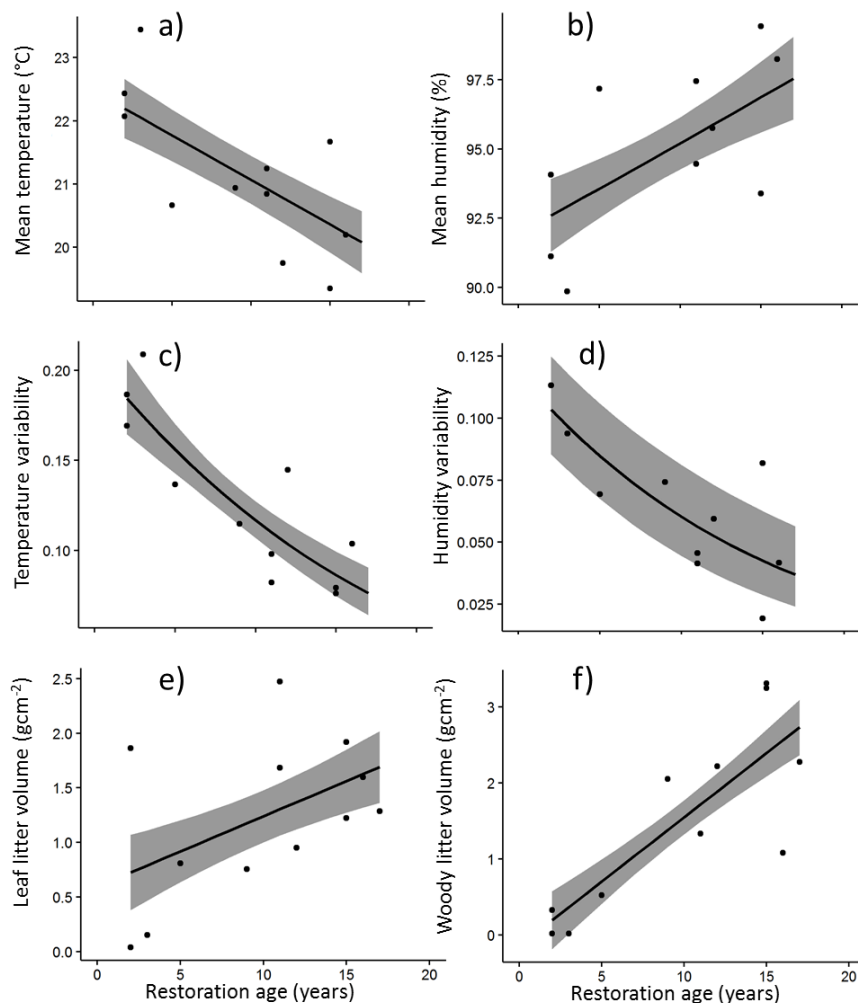 a)
Mean temperature (°C)
23
22
21
20
b)
Mean humidity (%)
97.5
95.0
92.5
90.0
c)
Temperature variability
0.20
0.15
0.10
d)
Humidity variability
0.125
0.100
0.075
0.050
0.025
e)
Leaf litter volume (gcm-2)
2.5
2.0
1.5
1.0
0.5
0.0
0 5 10 15 20
Restoration age (years)
f)
Woody litter volume (gcm-2)
3
2
1
0
0 5 10 15 20
Restoration age (years)